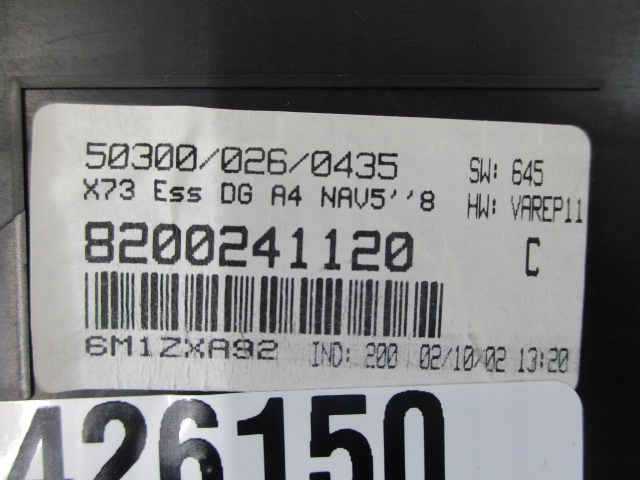 50300/026/0435
SW: 645
X73 Ess DG A4 NAV5''8
HW: VAREP11
8200241120
C
6M1ZXA92 IND: 200 02/10/02 13:20
426150